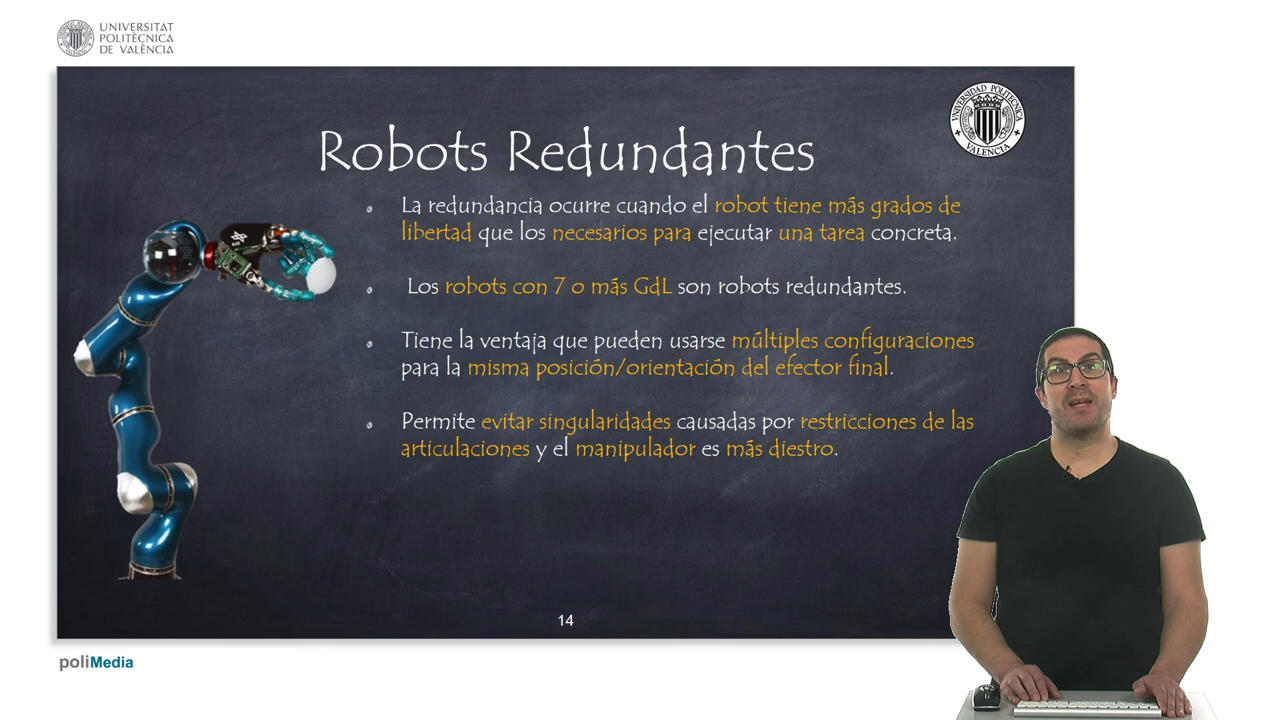 UNIVERSITAT
POLITÈCNICA
DE VALÈNCIA
UNIVERSIDAD POLITECNICA
VALENCIA
Robots Redundantes
La redundancia ocurre cuando el robot tiene más grados de
libertad que los necesarios para ejecutar una tarea concreta.
Los robots con 7 o más GdL son robots redundantes.
Tiene la ventaja que pueden usarse múltiples configuraciones
para la misma posición/orientación del efector final.
Permite evitar singularidades causadas por restricciones de las
articulaciones y el manipulador es más diestro.
14
poliMedia